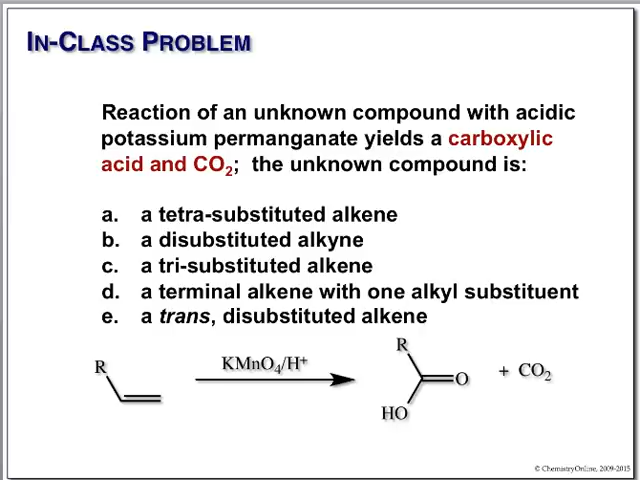 IN-CLASS PROBLEM
Reaction of an unknown compound with acidic
potassium permanganate yields a carboxylic
acid and CO₂; the unknown compound is:
a. a tetra-substituted alkene
b. a disubstituted alkyne
c. a tri-substituted alkene
d. a terminal alkene with one alkyl substituent
e. a trans, disubstituted alkene
R
KMnO₄/H⁺
R
O
HO
+ CO₂
© ChemistryOnline, 2009-2015